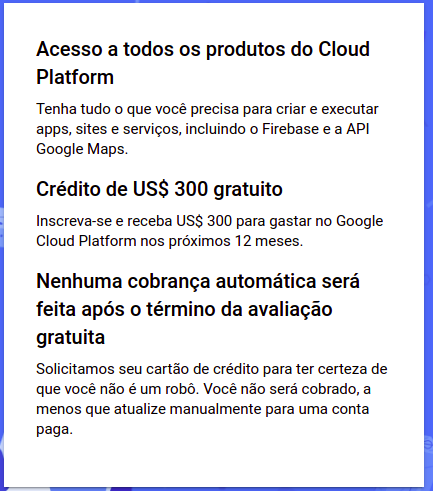 Acesso a todos os produtos do Cloud
Platform
Tenha tudo o que você precisa para criar e executar
apps, sites e serviços, incluindo o Firebase e a API
Google Maps.
Crédito de US$ 300 gratuito
Inscreva-se e receba US$ 300 para gastar no Google
Cloud Platform nos próximos 12 meses.
Nenhuma cobrança automática será
feita após o término da avaliação
gratuita
Solicitamos seu cartão de crédito para ter certeza de
que você não é um robô. Você não será cobrado, a
menos que atualize manualmente para uma conta
paga.